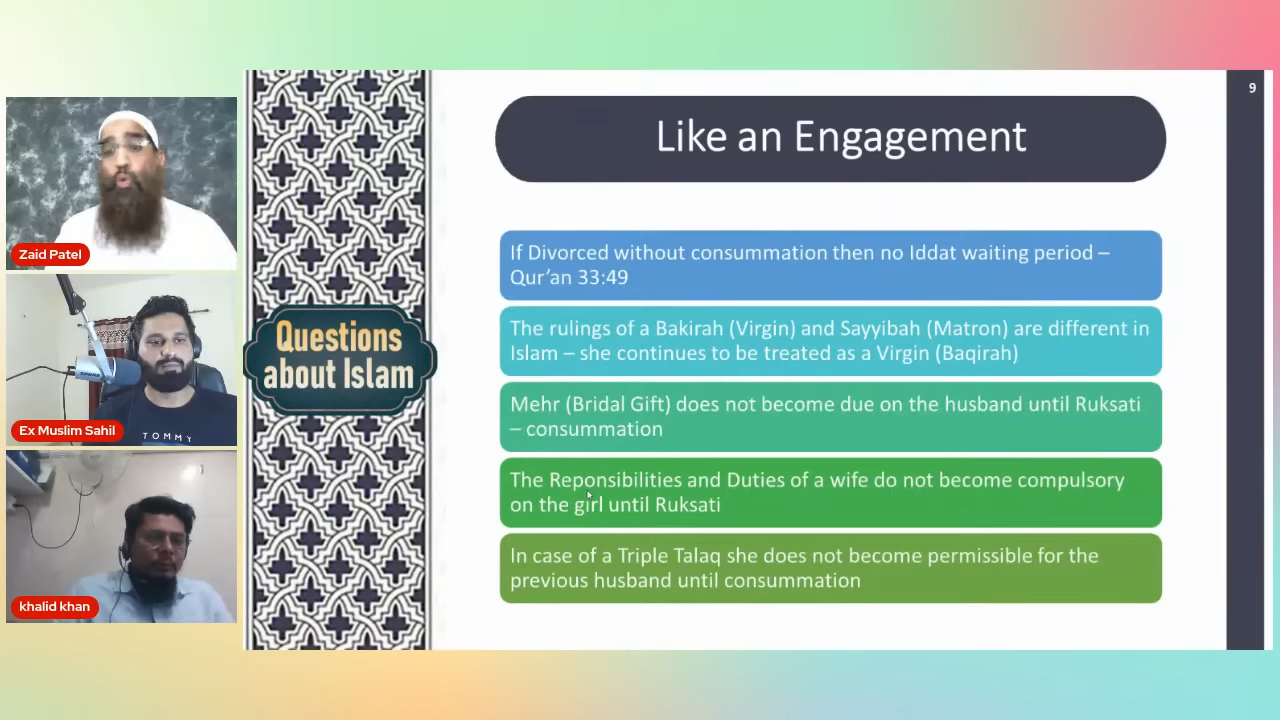 9
Like an Engagement
Zaid Patel
Ex Muslim Sahil
TOMMY
khalid khan
Questions
about Islam
If Divorced without consummation then no Iddat waiting period –
Qur’an 33:49
The rulings of a Bakirah (Virgin) and Sayyibah (Matron) are different in
Islam – she continues to be treated as a Virgin (Baqirah)
Mehr (Bridal Gift) does not become due on the husband until Ruksati
– consummation
The Reponsibilities and Duties of a wife do not become compulsory
on the girl until Ruksati
In case of a Triple Talaq she does not become permissible for the
previous husband until consummation